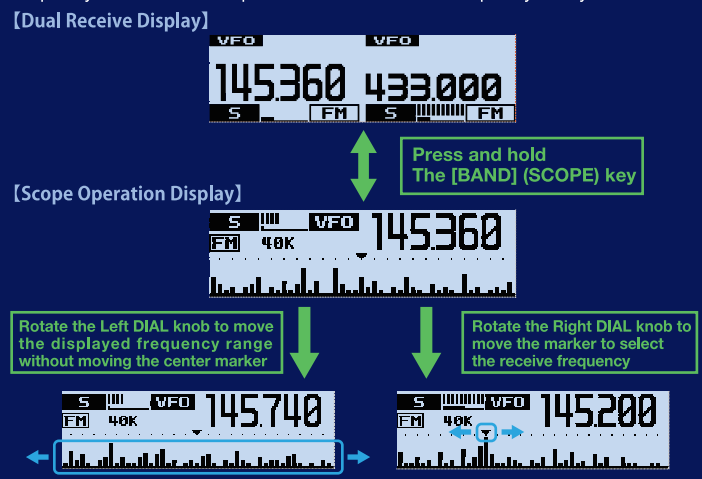 【Dual Receive Display】
VFO VFO
145.360 433.000
S FM S FM
Press and hold
The [BAND] (SCOPE) key
【Scope Operation Display】
S VFO 145.360
FM 40K
Rotate the Left DIAL knob to move
the displayed frequency range
without moving the center marker
Rotate the Right DIAL knob to
move the marker to select
the receive frequency
S VFO 145.740
FM 40K
S VFO 145.200
FM 40K